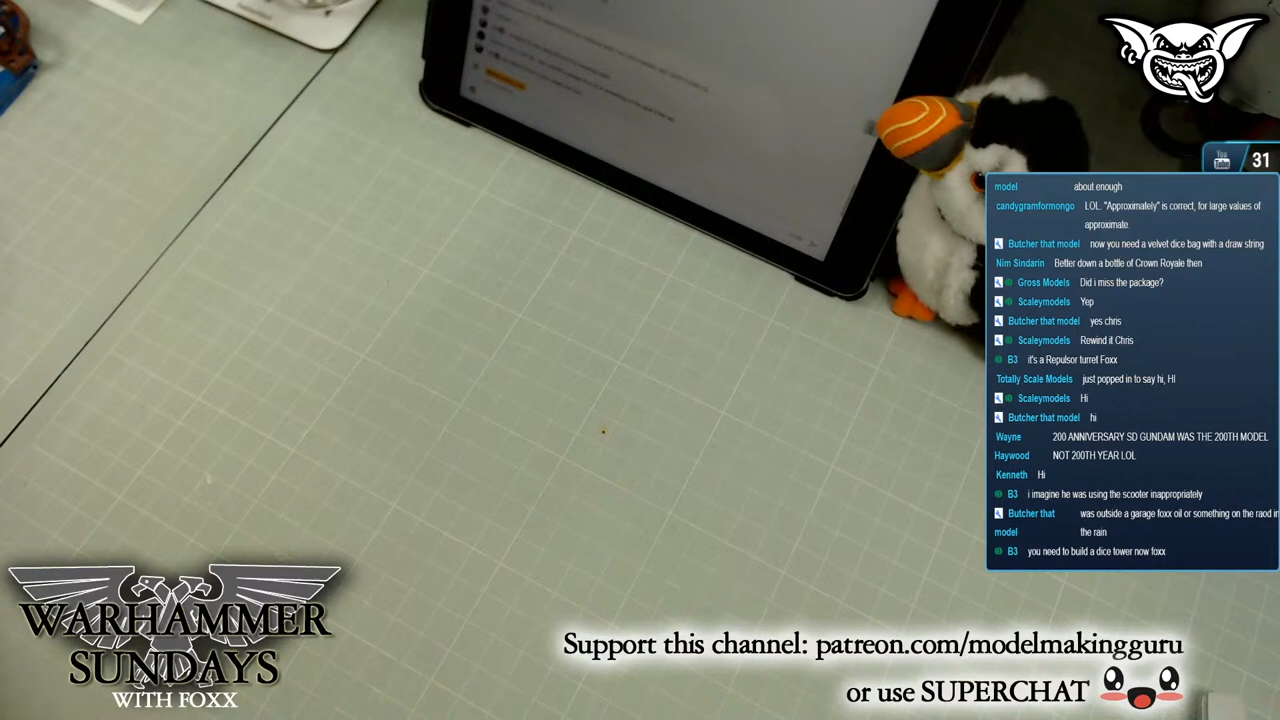 You
Tube
31
model about enough
candygramformongo LOL. "Approximately" is correct, for large values of
approximate.
Butcher that model now you need a velvet dice bag with a draw string
Nim Sindarin Better down a bottle of Crown Royale then
Gross Models Did i miss the package?
Scaleymodels Yep
Butcher that model yes chris
Scaleymodels Rewind it Chris
B3 it's a Repulsor turret Foxx
Totally Scale Models just popped in to say hi, HI
Scaleymodels Hi
Butcher that model hi
Wayne 200 ANNIVERSARY SD GUNDAM WAS THE 200TH MODEL
Haywood NOT 200TH YEAR LOL
Kenneth Hi
B3 i imagine he was using the scooter inappropriately
Butcher that was outside a garage foxx oil or something on the raod in
model the rain
B3 you need to build a dice tower now foxx
WARHAMMER
SUNDAYS
WITH FOXX
Support this channel: patreon.com/modelmakingguru
or use SUPERCHAT